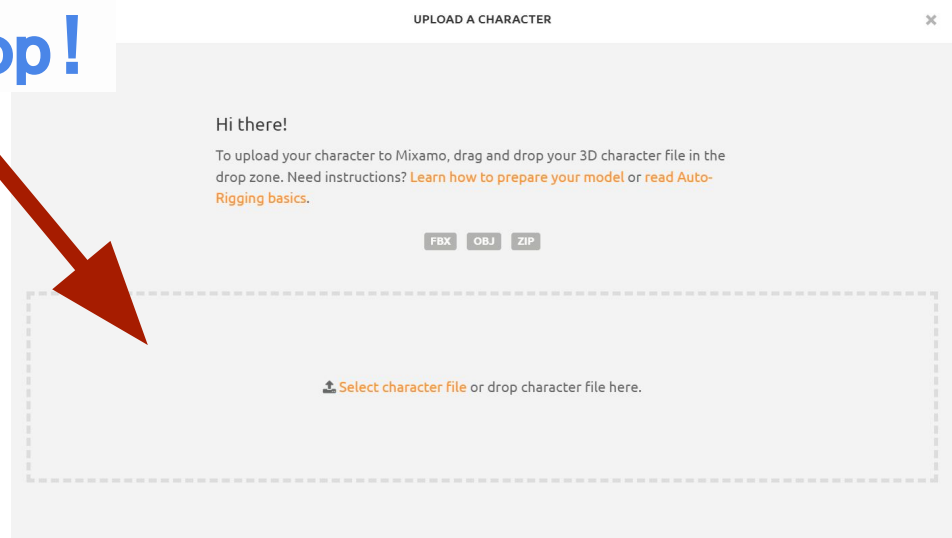 UPLOAD A CHARACTER
op!
Hi there!
To upload your character to Mixamo, drag and drop your 3D character file in the
drop zone. Need instructions? Learn how to prepare your model or read Auto-
Rigging basics.
FBX OBJ ZIP
Select character file or drop character file here.